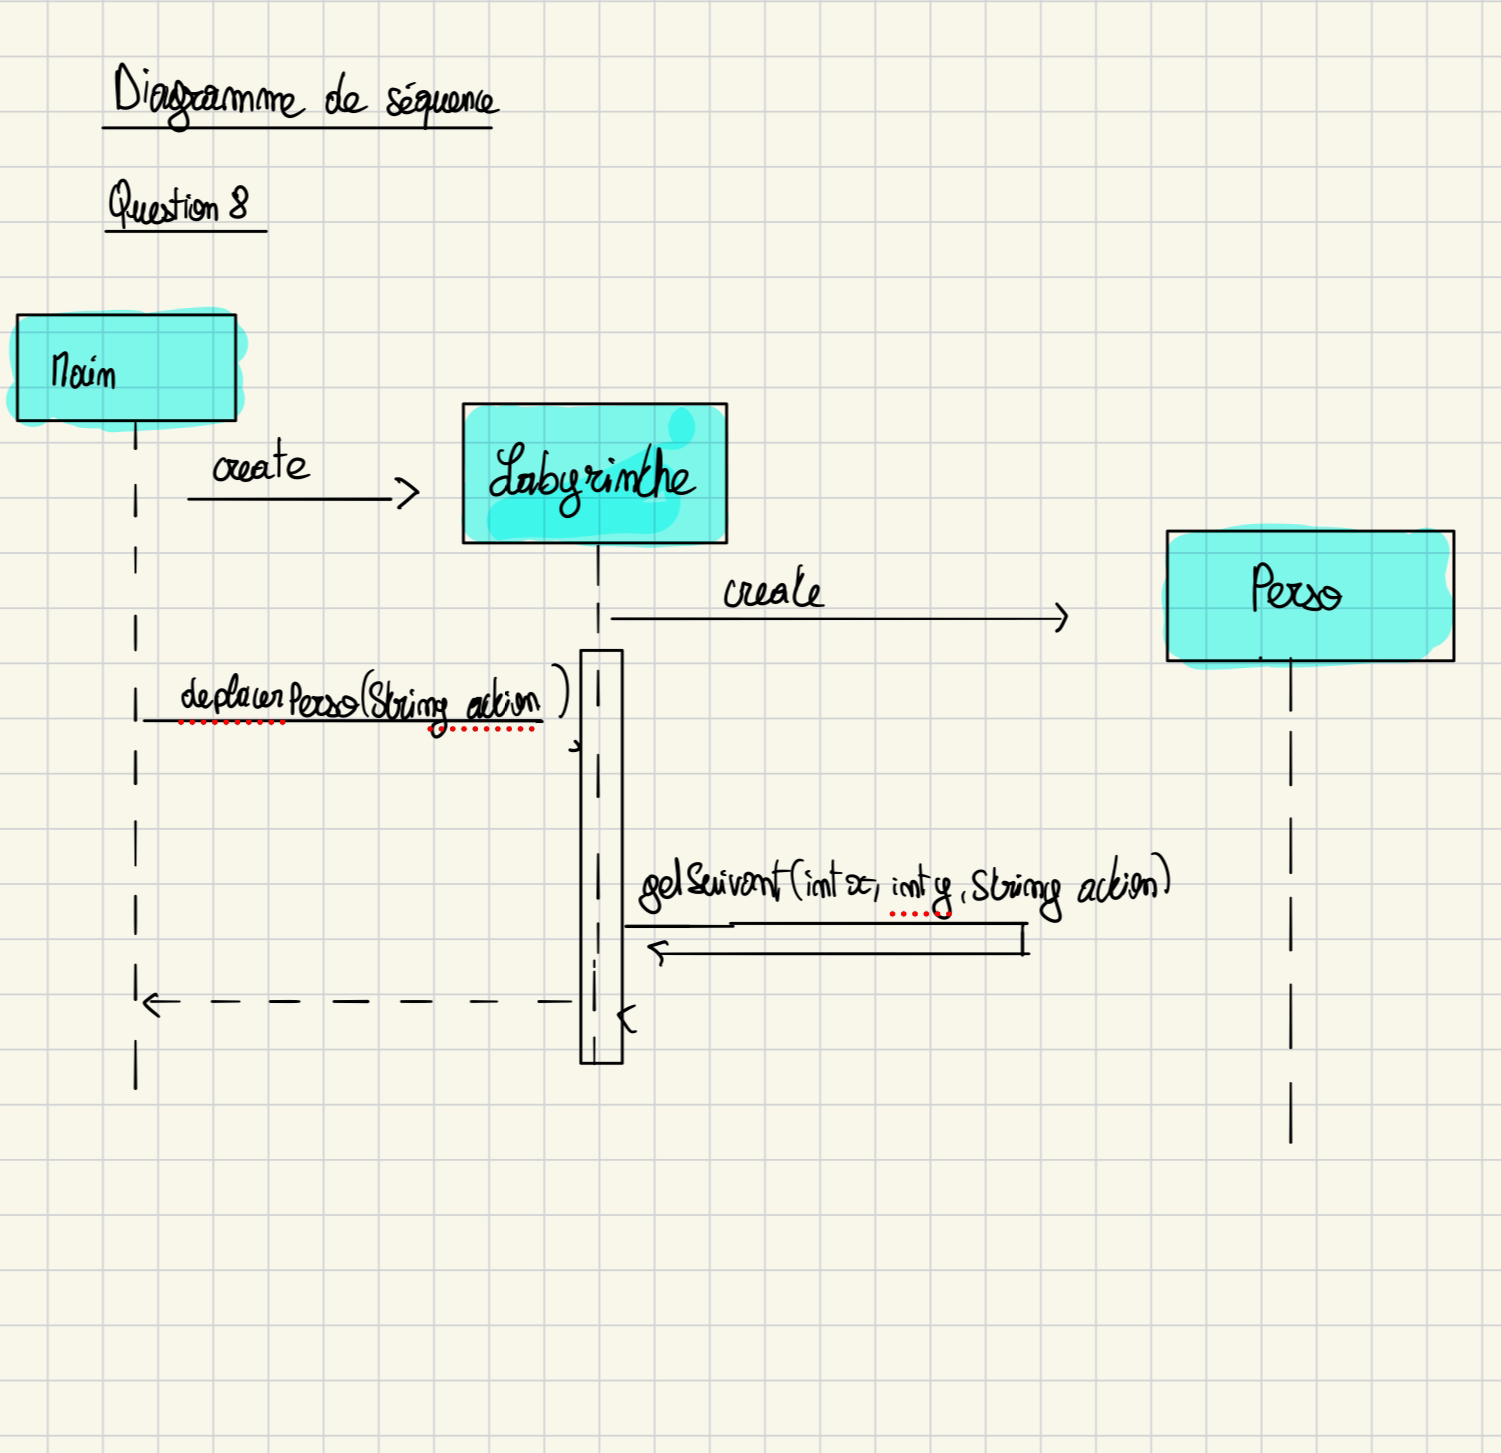 Diagramme de séquence
Question 8
Main
create
Labyrinthe
create
Perso
deplacerPerso(String action)
getSuivant(int x, int y, String action)